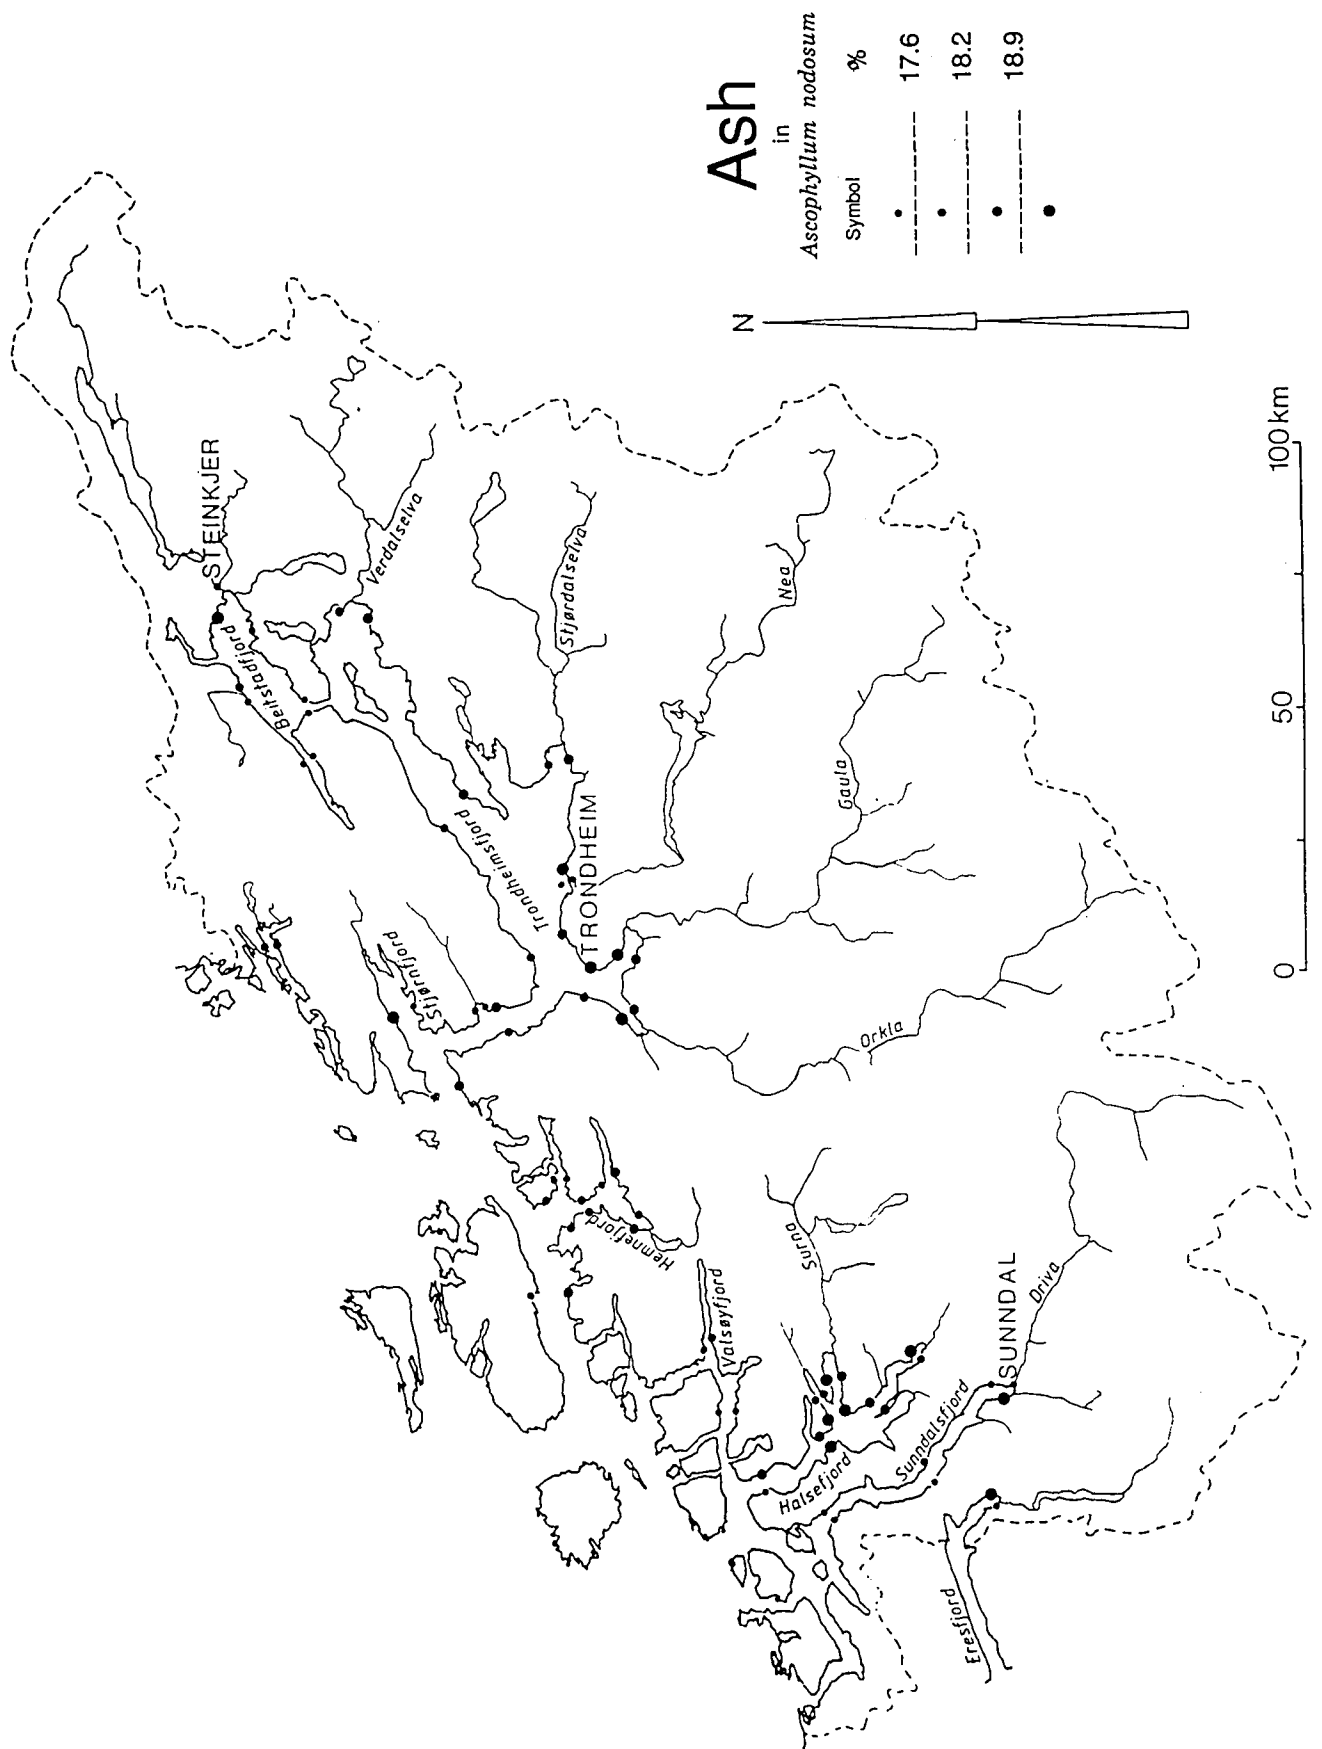 Ash
in
Ascophyllum nodosum
Symbol %
17.6
18.2
18.9
N
STEINKJER
Beitstadfjord
Verdalselva
Stjørdalselva
Trondheimsfjord
TRONDHEIM
Stjørnfjord
Nea
Gaula
Orkla
Hemnefjord
Valsøyfjord
Surna
Halsefjord
Sunndalsfjord
SUNNDAL
Driva
Eresfjord
0 50 100 km